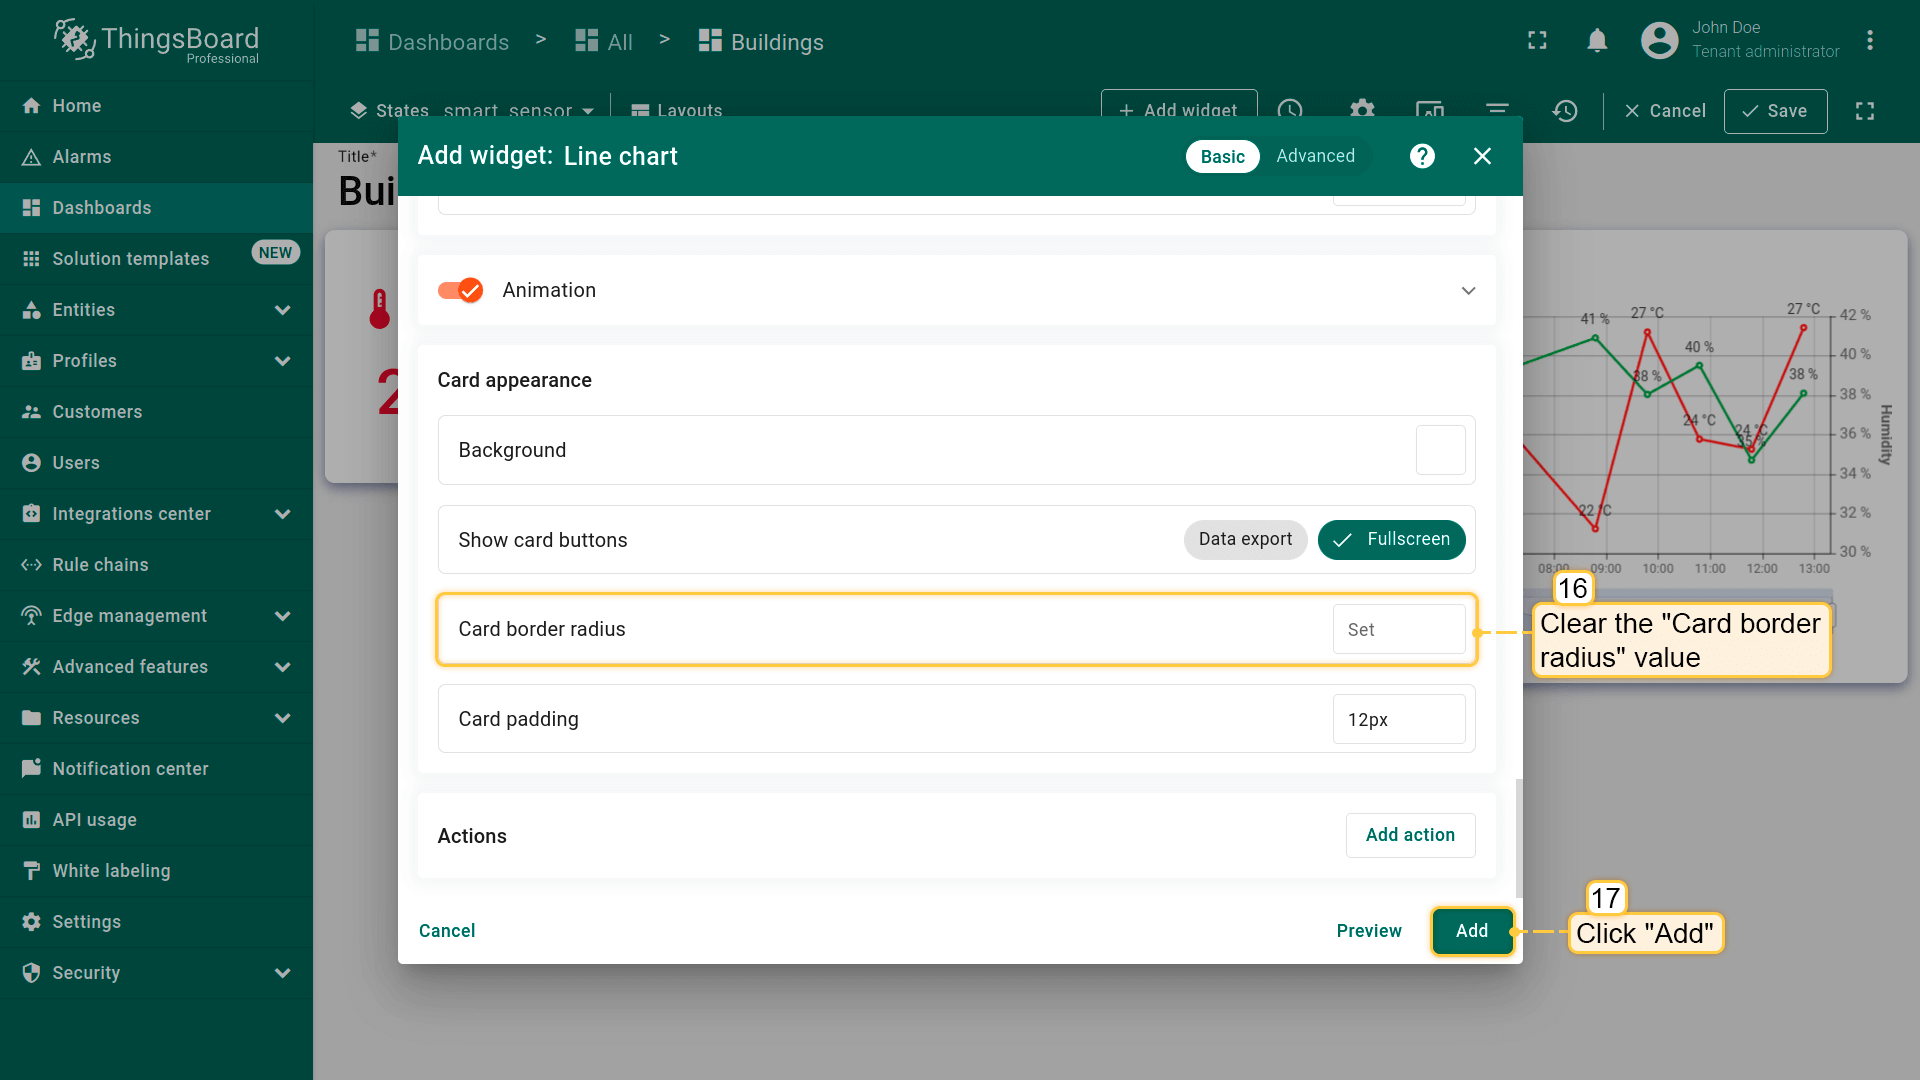 ThingsBoard
Professional
Dashboards > All > Buildings
John Doe
Tenant administrator
Home
Alarms
Dashboards
Solution templates NEW
Entities
Profiles
Customers
Users
Integrations center
Rule chains
Edge management
Advanced features
Resources
Notification center
API usage
White labeling
Settings
Security
States smart_sensor Layouts + Add widget Cancel Save
Title*
Bui
2
Add widget: Line chart Basic Advanced
Animation
Card appearance
Background
Show card buttons Data export Fullscreen
Card border radius Set
Card padding 12px
Actions Add action
Cancel Preview Add
41 % 27 °C 27 °C 42 %
40 % 40 %
38 % 38 % 38 %
24 °C 24 °C 36 %
35 %
34 %
22 °C 32 %
30 %
Humidity
08:00 09:00 10:00 11:00 12:00 13:00
16
Clear the "Card border
radius" value
17
Click "Add"